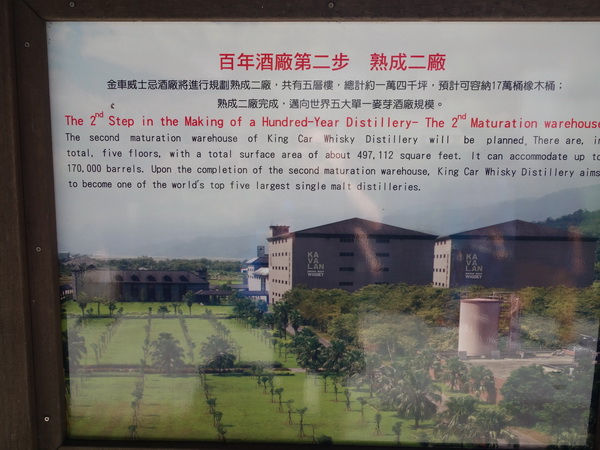 百年酒廠第二步 熟成二廠
金車威士忌酒廠將進行規劃熟成二廠，共有五層樓，總計約一萬四千坪，預計可容納17萬桶橡木桶；
熟成二廠完成，邁向世界五大單一麥芽酒廠規模。
The 2nd Step in the Making of a Hundred-Year Distillery- The 2nd Maturation warehouse
The second maturation warehouse of King Car Whisky Distillery will be planned. There are, in
total, five floors, with a total surface area of about 497,112 square feet. It can accommodate up to
170,000 barrels. Upon the completion of the second maturation warehouse, King Car Whisky Distillery aims
to become one of the world's top five largest single malt distilleries.
KA
VA
LAN
WHISKY
KA
VA
LAN
WHISKY